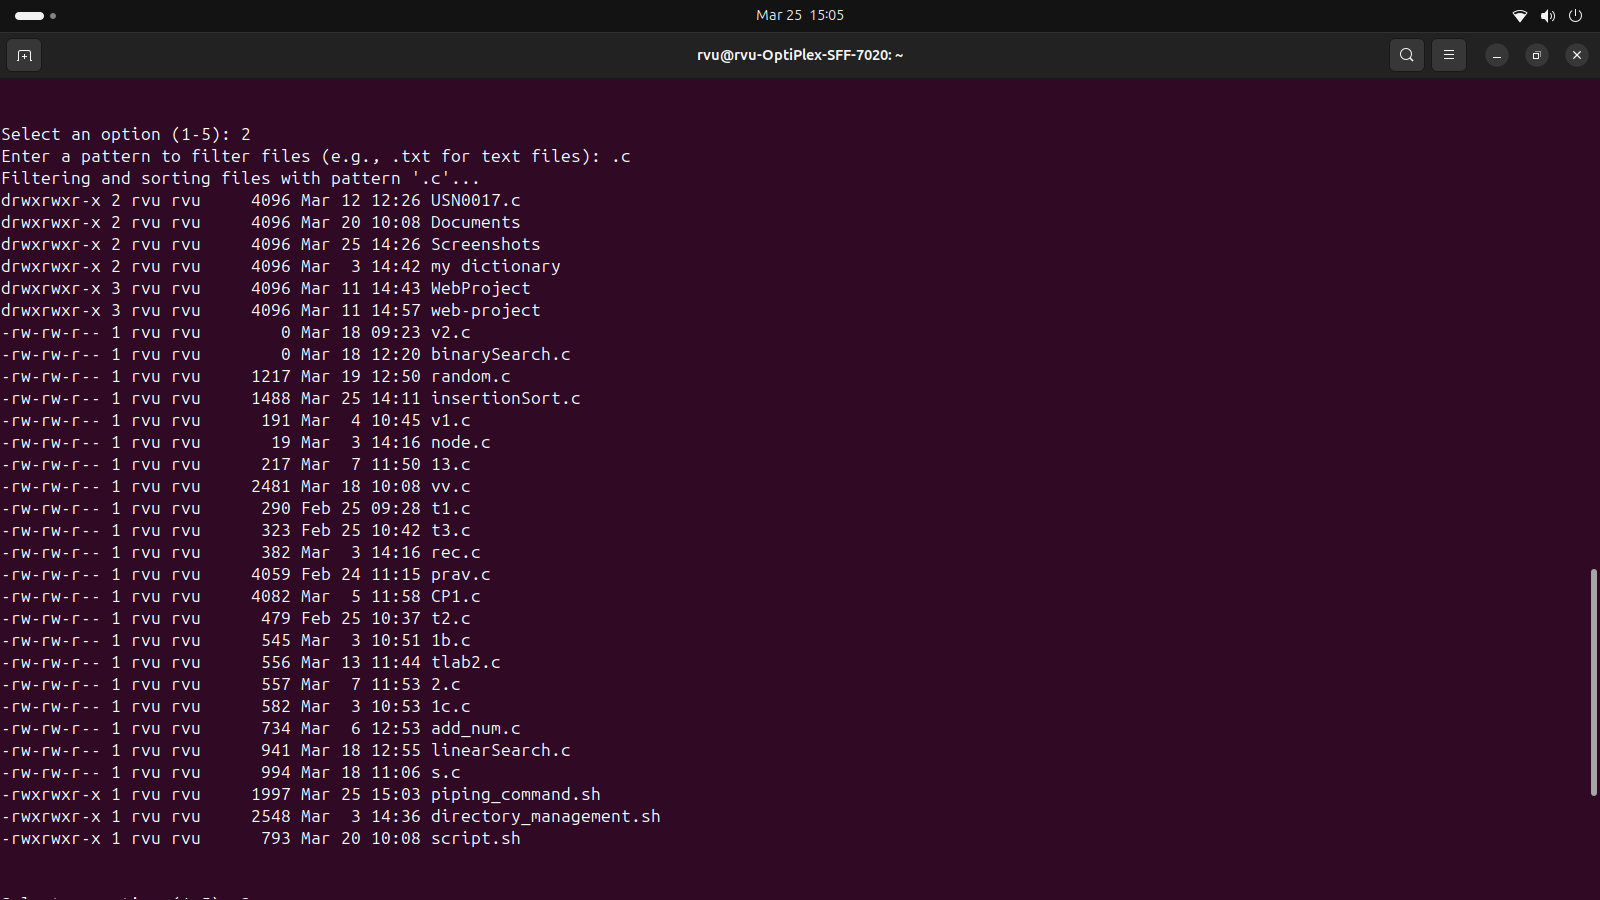 Mar 25  15:05
rvu@rvu-OptiPlex-SFF-7020: ~
Select an option (1-5): 2
Enter a pattern to filter files (e.g., .txt for text files): .c
Filtering and sorting files with pattern '.c'...
drwxrwxr-x 2 rvu rvu     4096 Mar 12 12:26 USN0017.c
drwxrwxr-x 2 rvu rvu     4096 Mar 20 10:08 Documents
drwxrwxr-x 2 rvu rvu     4096 Mar 25 14:26 Screenshots
drwxrwxr-x 2 rvu rvu     4096 Mar  3 14:42 my dictionary
drwxrwxr-x 3 rvu rvu     4096 Mar 11 14:43 WebProject
drwxrwxr-x 3 rvu rvu     4096 Mar 11 14:57 web-project
-rw-rw-r-- 1 rvu rvu        0 Mar 18 09:23 v2.c
-rw-rw-r-- 1 rvu rvu        0 Mar 18 12:20 binarySearch.c
-rw-rw-r-- 1 rvu rvu     1217 Mar 19 12:50 random.c
-rw-rw-r-- 1 rvu rvu     1488 Mar 25 14:11 insertionSort.c
-rw-rw-r-- 1 rvu rvu      191 Mar  4 10:45 v1.c
-rw-rw-r-- 1 rvu rvu       19 Mar  3 14:16 node.c
-rw-rw-r-- 1 rvu rvu      217 Mar  7 11:50 13.c
-rw-rw-r-- 1 rvu rvu     2481 Mar 18 10:08 vv.c
-rw-rw-r-- 1 rvu rvu      290 Feb 25 09:28 t1.c
-rw-rw-r-- 1 rvu rvu      323 Feb 25 10:42 t3.c
-rw-rw-r-- 1 rvu rvu      382 Mar  3 14:16 rec.c
-rw-rw-r-- 1 rvu rvu     4059 Feb 24 11:15 prav.c
-rw-rw-r-- 1 rvu rvu     4082 Mar  5 11:58 CP1.c
-rw-rw-r-- 1 rvu rvu      479 Feb 25 10:37 t2.c
-rw-rw-r-- 1 rvu rvu      545 Mar  3 10:51 1b.c
-rw-rw-r-- 1 rvu rvu      556 Mar 13 11:44 tlab2.c
-rw-rw-r-- 1 rvu rvu      557 Mar  7 11:53 2.c
-rw-rw-r-- 1 rvu rvu      582 Mar  3 10:53 1c.c
-rw-rw-r-- 1 rvu rvu      734 Mar  6 12:53 add_num.c
-rw-rw-r-- 1 rvu rvu      941 Mar 18 12:55 linearSearch.c
-rw-rw-r-- 1 rvu rvu      994 Mar 18 11:06 s.c
-rwxrwxr-x 1 rvu rvu     1997 Mar 25 15:03 piping_command.sh
-rwxrwxr-x 1 rvu rvu     2548 Mar  3 14:36 directory_management.sh
-rwxrwxr-x 1 rvu rvu      793 Mar 20 10:08 script.sh